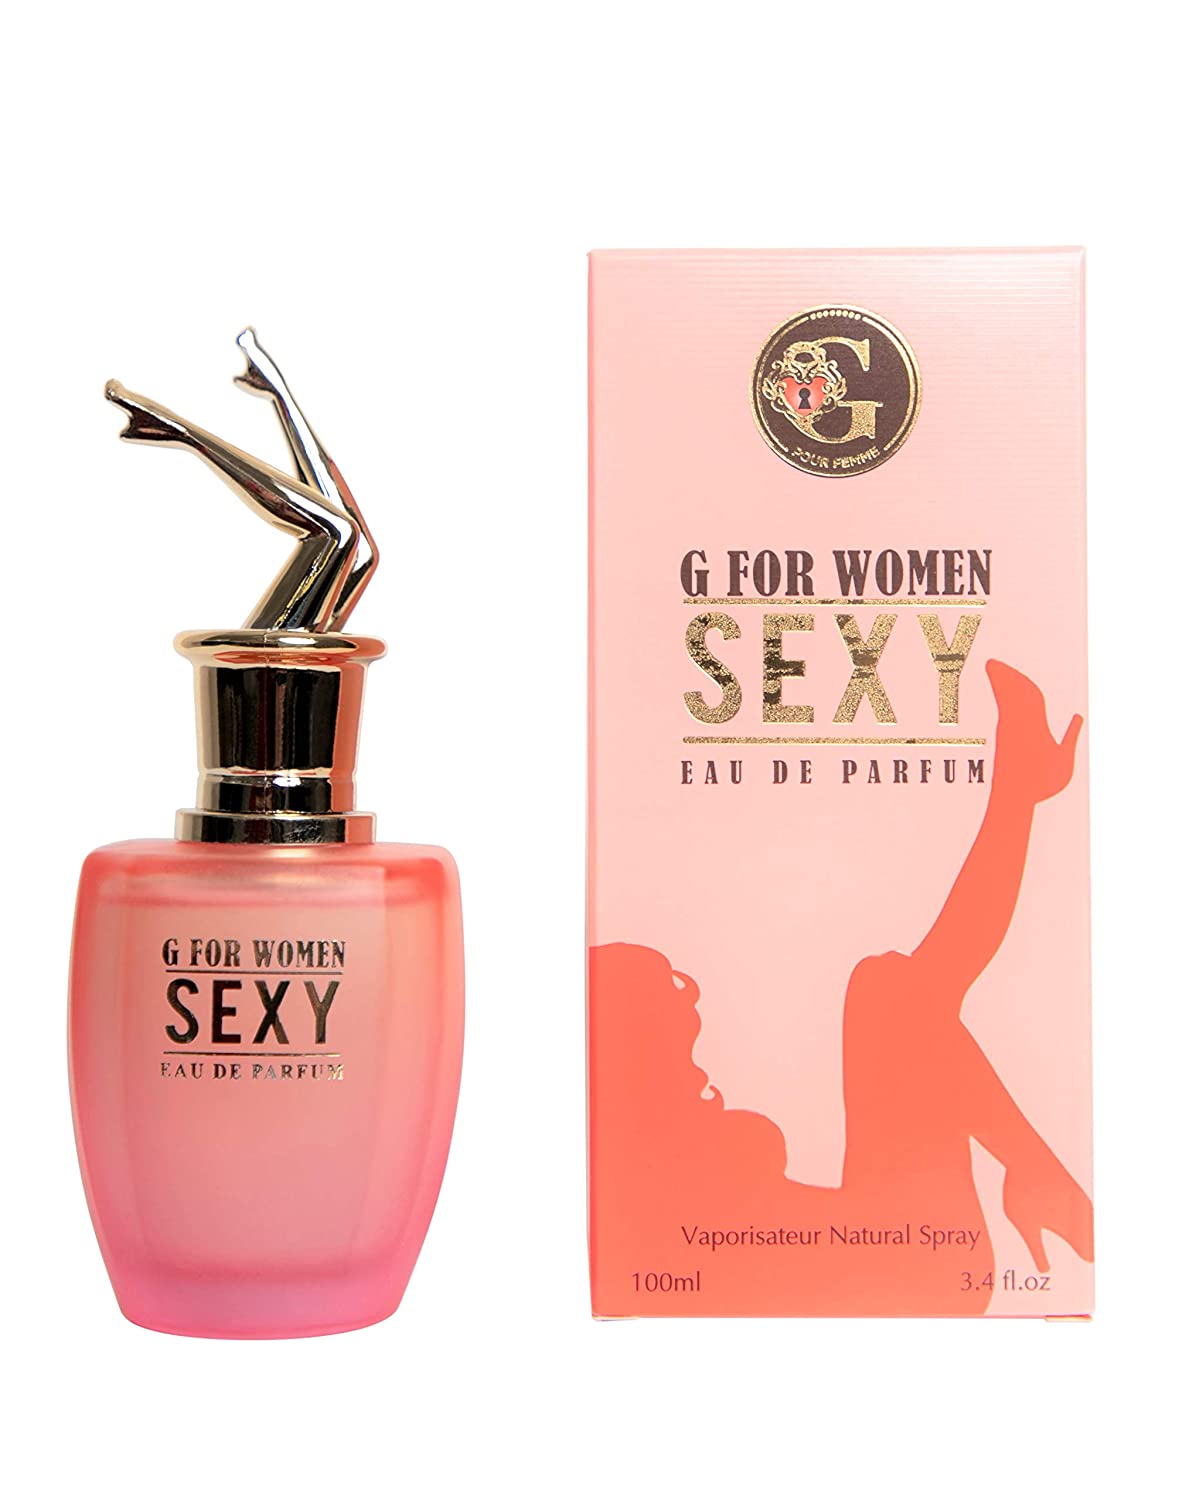 G FOR WOMEN
SEXY
EAU DE PARFUM
G
POUR FEMME
G FOR WOMEN
SEXY
EAU DE PARFUM
Vaporisateur Natural Spray
100ml 3.4 fl.oz